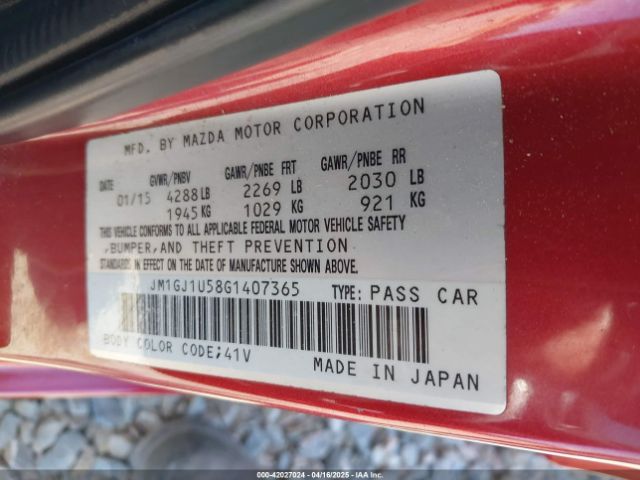 MFD. BY MAZDA MOTOR CORPORATION
DATE GVWR/PNBV GAWR/PNBE FRT GAWR/PNBE RR
01/15 4288 LB 2269 LB 2030 LB
1945 KG 1029 KG 921 KG
THIS VEHICLE CONFORMS TO ALL APPLICABLE FEDERAL MOTOR VEHICLE SAFETY
,BUMPER,AND THEFT PREVENTION
STANDARDS IN EFFECT ON THE DATE OF MANUFACTURE SHOWN ABOVE.
JM1GJ1U58G1407365 TYPE: PASS CAR
BODY COLOR CODE;41V
MADE IN JAPAN
000-42027024 04/16/2025 IAA Inc.